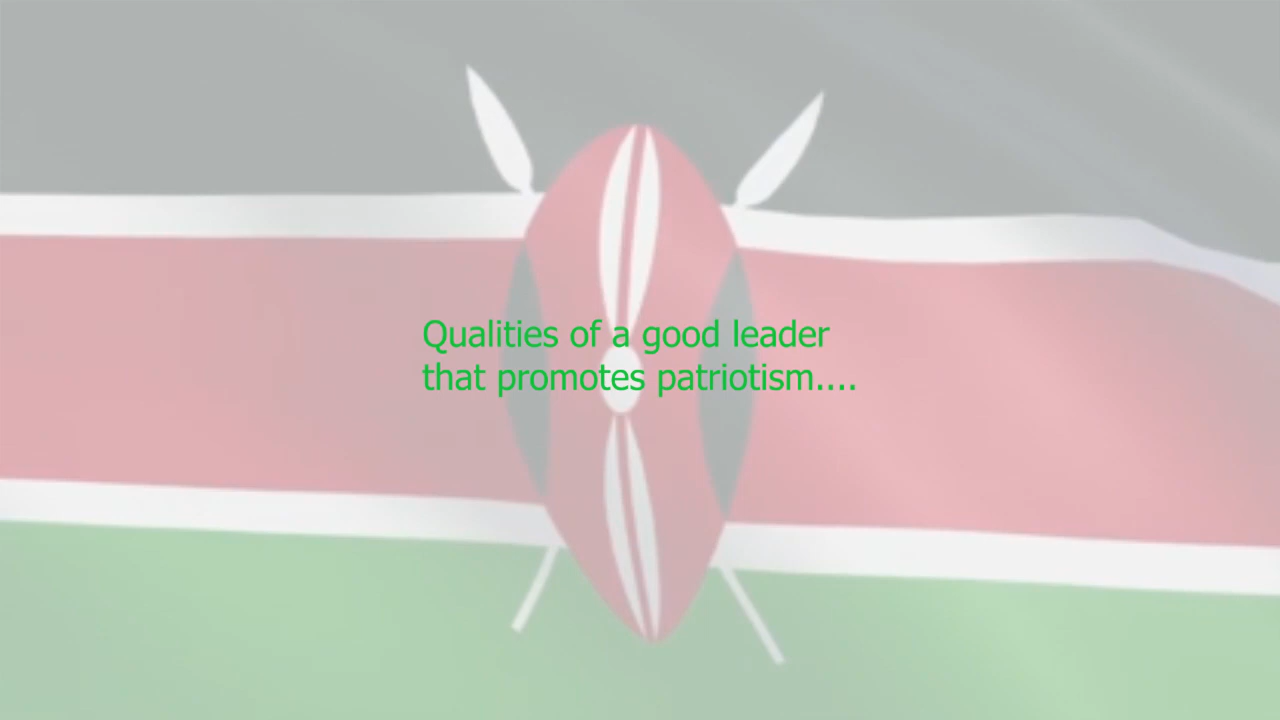 Qualities of a good leader
that promotes patriotism....